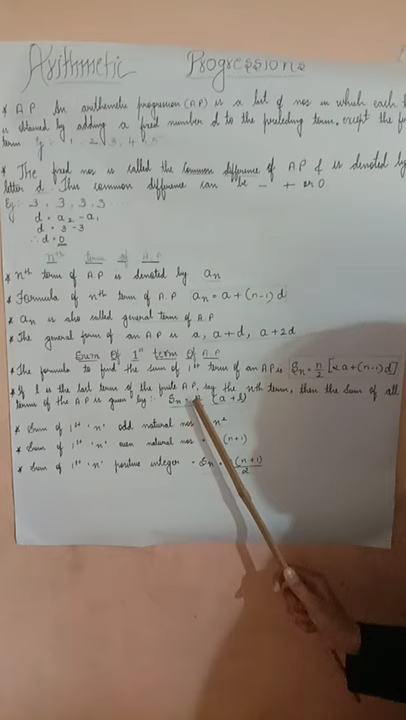 Arithmetic Progressions
* A P An arithmetic progression (AP) is a list of nos in which each t
is obtained by adding a fixed number d to the preceding term, except the fi
term Eg : 1, 2, 3, 4, 5
* The fixed nos is called the Common difference of AP & is denoted by
letter d. This common difference can be - + or 0
Eg:- 3, 3, 3, 3....
d = a2 - a1
d = 3 - 3
∴ d = 0
nth term of A.P
* nth term of A.P is denoted by an
* Formula of nth term of A.P an = a + (n-1) d
* an is also called general term of A.P
* The general form of an AP is a, a+d, a+2d
Sum Of 1st term Of A.P
* The formula to find the sum of 1st term of an AP is Sn = n/2 [2a + (n-1) d]
* If l is the last term of the finite AP, say the nth term, then the Sum of all
terms of the AP is given by :- Sn = (a + l)
* Sum of 1st 'n' odd natural nos n²
* Sum of 1st 'n' even natural nos = (n+1)
* Sum of 1st 'n' positive integer - Sn = (n+1)/2